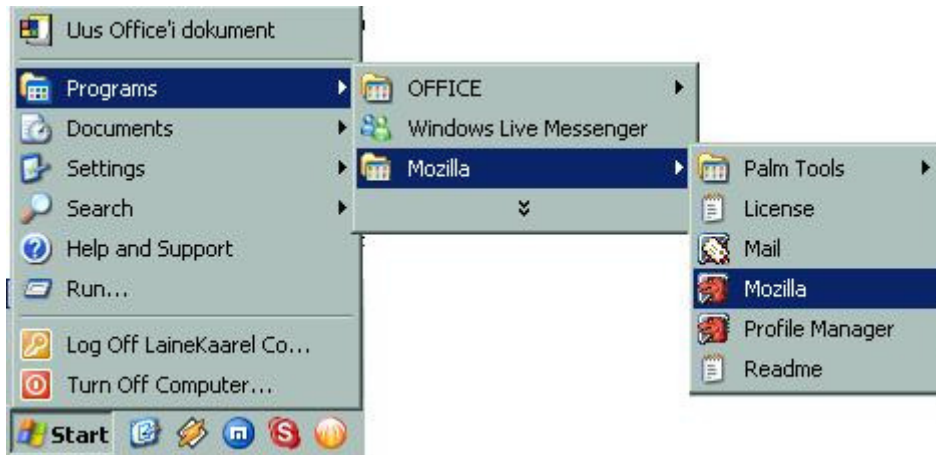 Uus Office'i dokument
Programs
Documents
Settings
Search
Help and Support
Run...
Log Off LaineKaarel Co...
Turn Off Computer...
Start
OFFICE
Windows Live Messenger
Mozilla
Palm Tools
License
Mail
Mozilla
Profile Manager
Readme